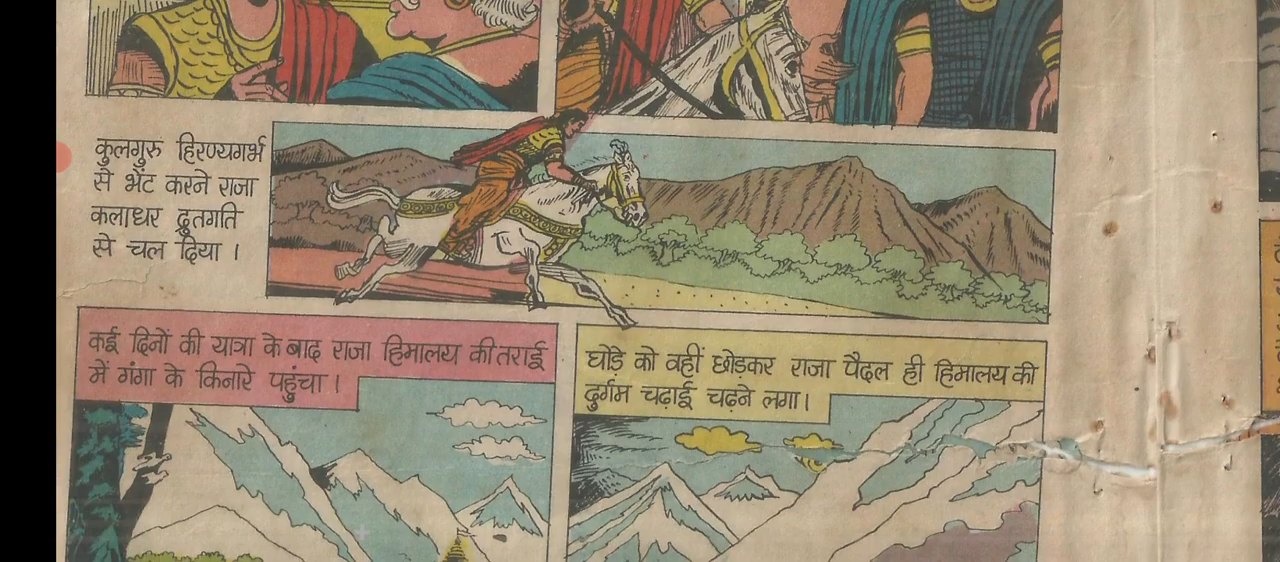 कुलगुरु हिरण्यगर्भ
से भेंट करने राजा
कलाधर द्रुतगति
से चल दिया ।
कई दिनों की यात्रा के बाद राजा हिमालय की तराई
में गंगा के किनारे पहुंचा ।
घोड़े को वहीं छोड़कर राजा पैदल ही हिमालय की
दुर्गम चढ़ाई चढ़ने लगा ।